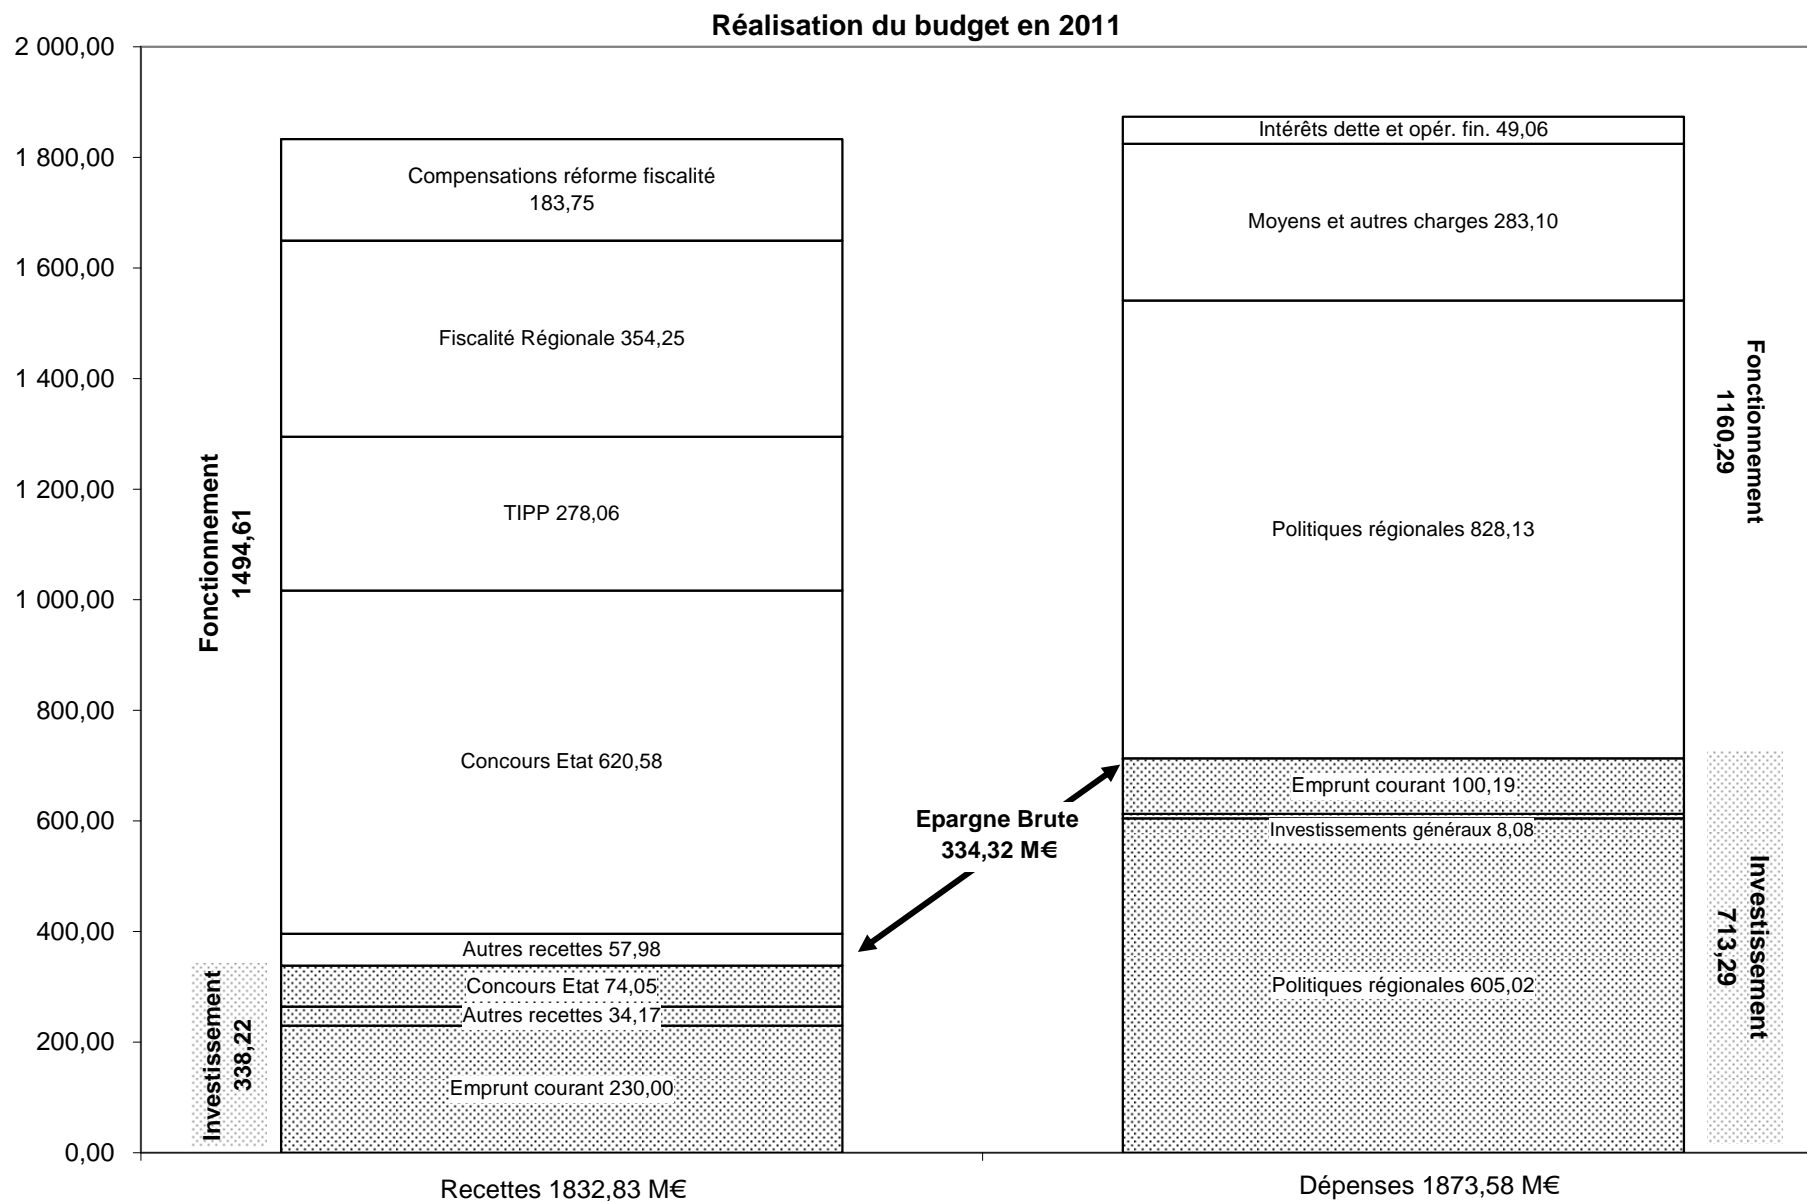 Réalisation du budget en 2011
2 000,00
1 800,00
1 600,00
1 400,00
1 200,00
1 000,00
800,00
600,00
400,00
200,00
0,00
Fonctionnement
1494,61
Investissement
338,22
Compensations réforme fiscalité
183,75
Fiscalité Régionale 354,25
TIPP 278,06
Concours Etat 620,58
Autres recettes 57,98
Concours Etat 74,05
Autres recettes 34,17
Emprunt courant 230,00
Recettes 1832,83 M€
Epargne Brute
334,32 M€
Intérêts dette et opér. fin. 49,06
Moyens et autres charges 283,10
Politiques régionales 828,13
Emprunt courant 100,19
Investissements généraux 8,08
Politiques régionales 605,02
Dépenses 1873,58 M€
Fonctionnement
1160,29
Investissement
713,29